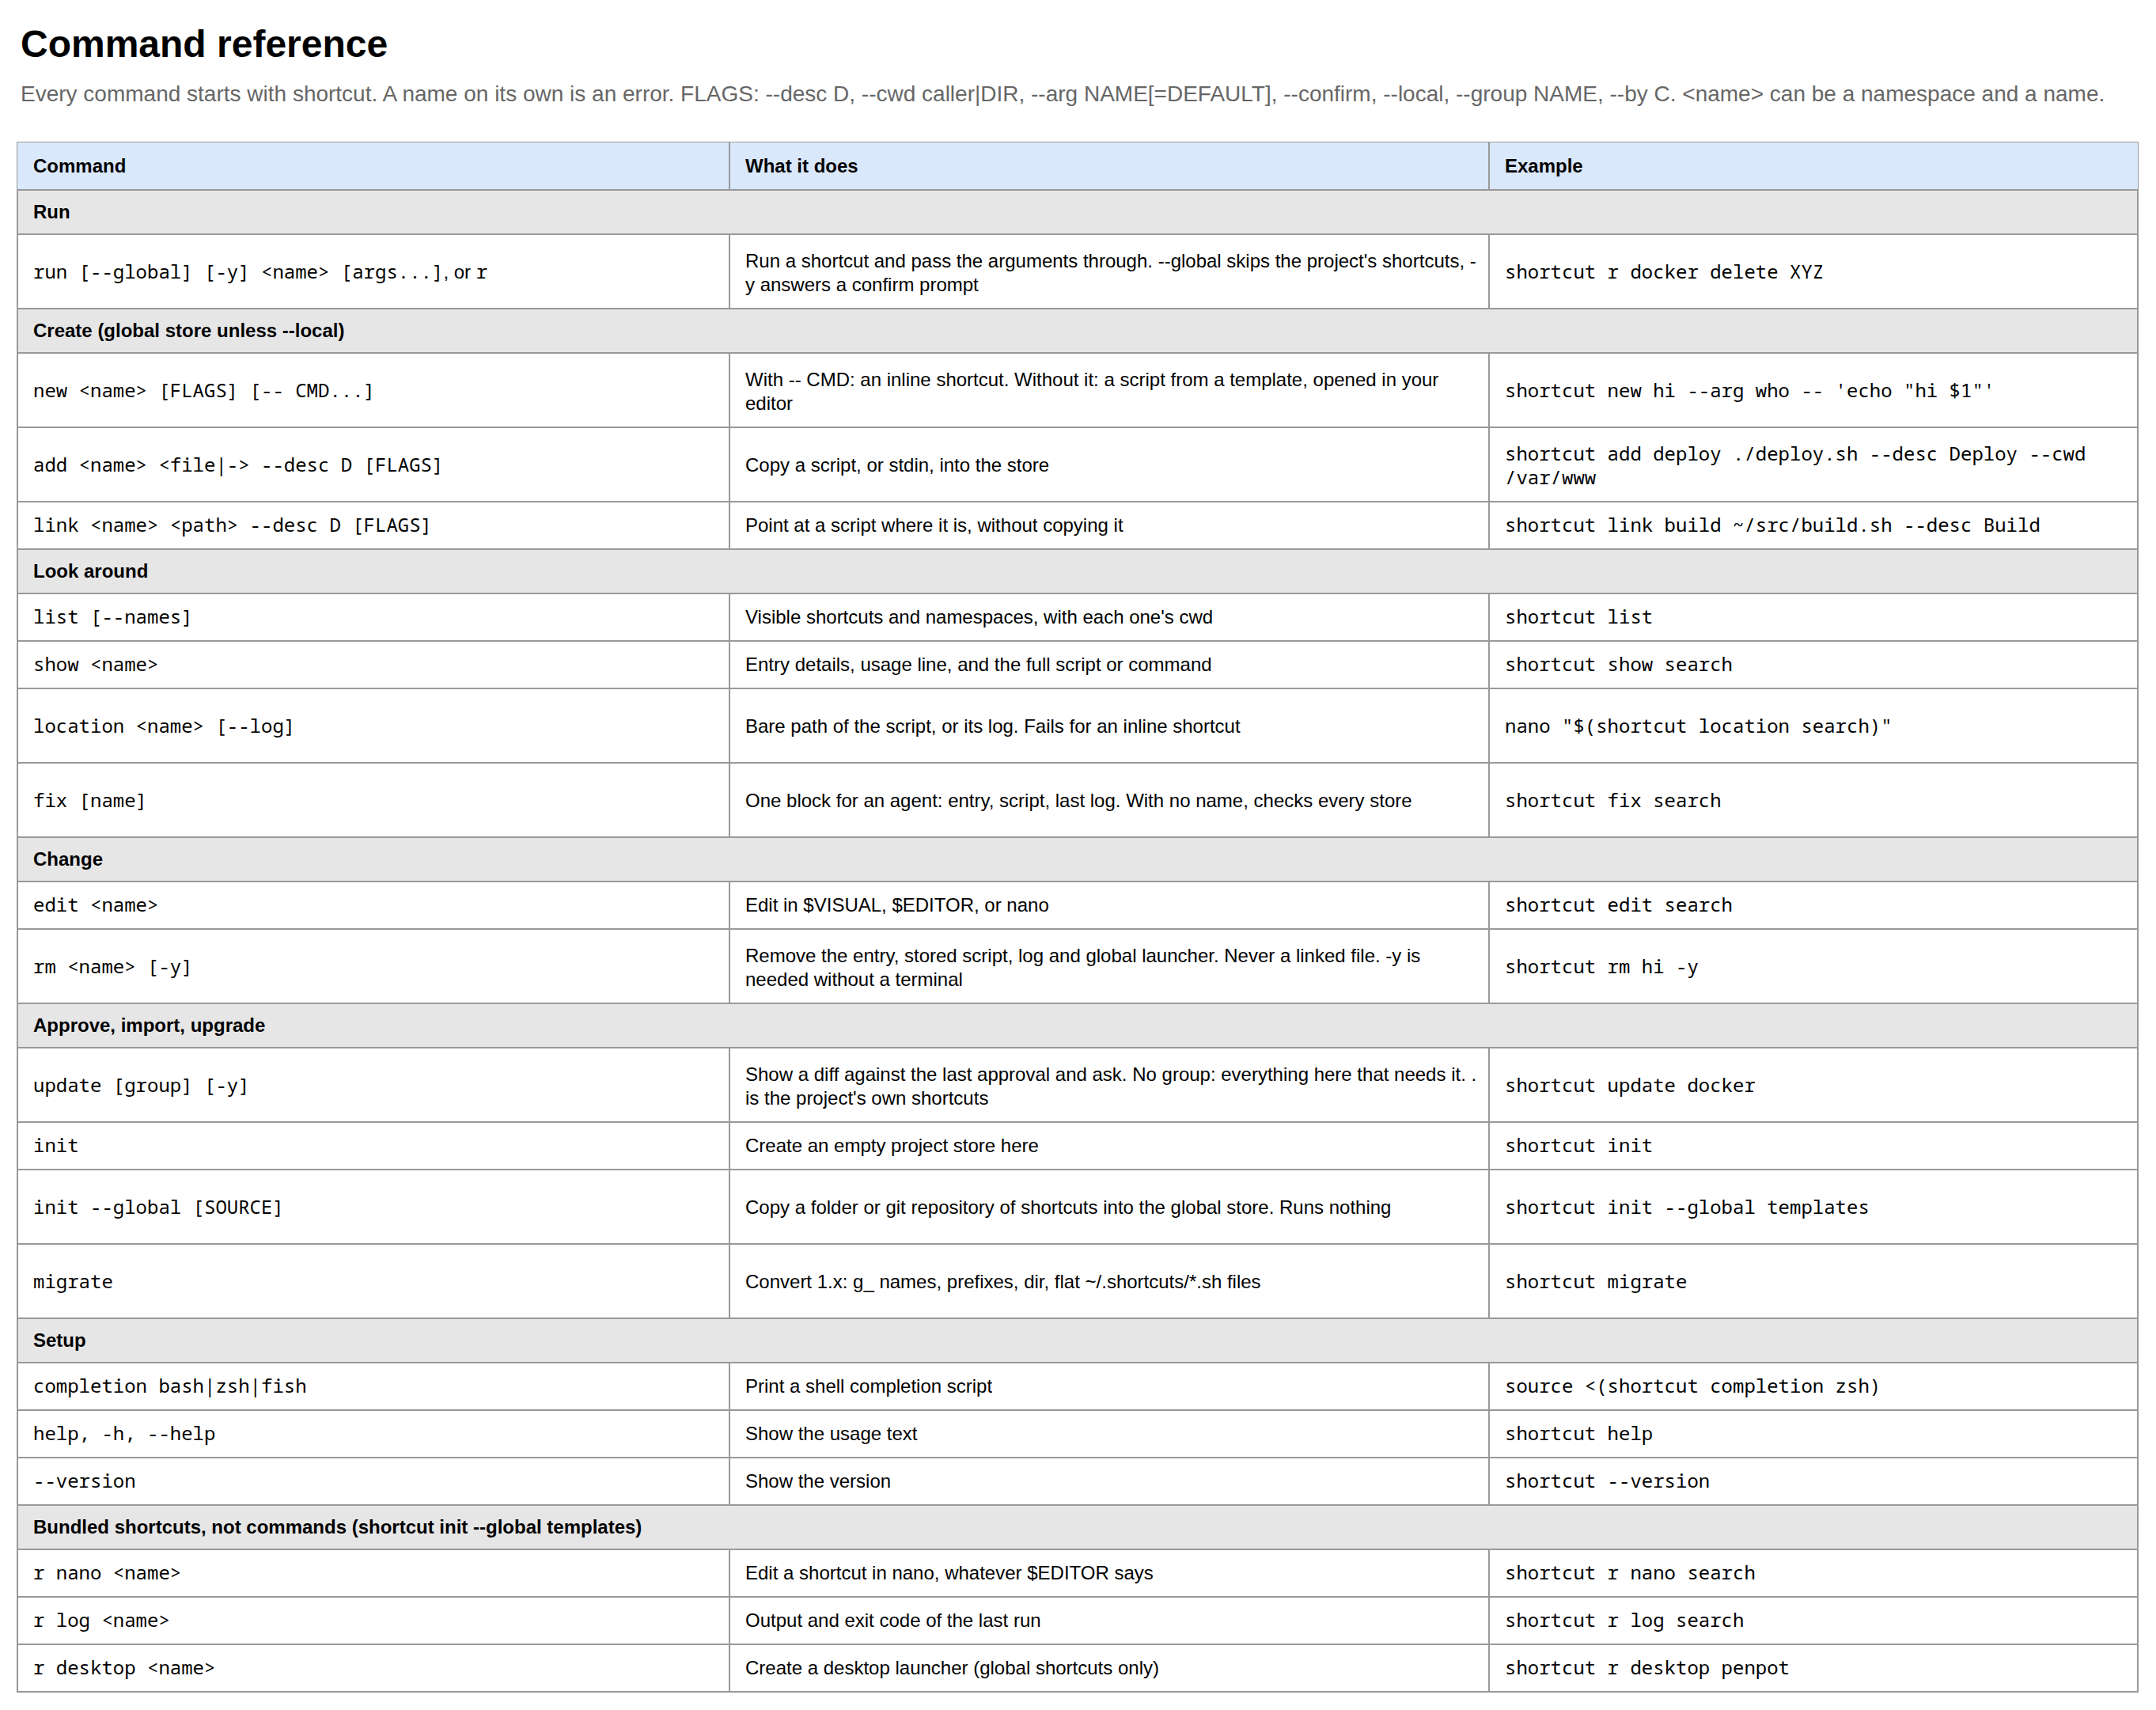 Command reference
Every command starts with shortcut. A name on its own is an error. FLAGS: --desc D, --cwd caller|DIR, --arg NAME[=DEFAULT], --confirm, --local, --group NAME, --by C. <name> can be a namespace and a name.
Command What it does Example
Run
run [--global] [-y] <name> [args...], or r
Run a shortcut and pass the arguments through. --global skips the project's shortcuts, -
y answers a confirm prompt
shortcut r docker delete XYZ
Create (global store unless --local)
new <name> [FLAGS] [-- CMD...]
With -- CMD: an inline shortcut. Without it: a script from a template, opened in your
editor
shortcut new hi --arg who -- 'echo "hi $1"'
add <name> <file|-> --desc D [FLAGS]
Copy a script, or stdin, into the store
shortcut add deploy ./deploy.sh --desc Deploy --cwd
/var/www
link <name> <path> --desc D [FLAGS]
Point at a script where it is, without copying it
shortcut link build ~/src/build.sh --desc Build
Look around
list [--names]
Visible shortcuts and namespaces, with each one's cwd
shortcut list
show <name>
Entry details, usage line, and the full script or command
shortcut show search
location <name> [--log]
Bare path of the script, or its log. Fails for an inline shortcut
nano "$(shortcut location search)"
fix [name]
One block for an agent: entry, script, last log. With no name, checks every store
shortcut fix search
Change
edit <name>
Edit in $VISUAL, $EDITOR, or nano
shortcut edit search
rm <name> [-y]
Remove the entry, stored script, log and global launcher. Never a linked file. -y is
needed without a terminal
shortcut rm hi -y
Approve, import, upgrade
update [group] [-y]
Show a diff against the last approval and ask. No group: everything here that needs it. .
is the project's own shortcuts
shortcut update docker
init
Create an empty project store here
shortcut init
init --global [SOURCE]
Copy a folder or git repository of shortcuts into the global store. Runs nothing
shortcut init --global templates
migrate
Convert 1.x: g_ names, prefixes, dir, flat ~/.shortcuts/*.sh files
shortcut migrate
Setup
completion bash|zsh|fish
Print a shell completion script
source <(shortcut completion zsh)
help, -h, --help
Show the usage text
shortcut help
--version
Show the version
shortcut --version
Bundled shortcuts, not commands (shortcut init --global templates)
r nano <name>
Edit a shortcut in nano, whatever $EDITOR says
shortcut r nano search
r log <name>
Output and exit code of the last run
shortcut r log search
r desktop <name>
Create a desktop launcher (global shortcuts only)
shortcut r desktop penpot